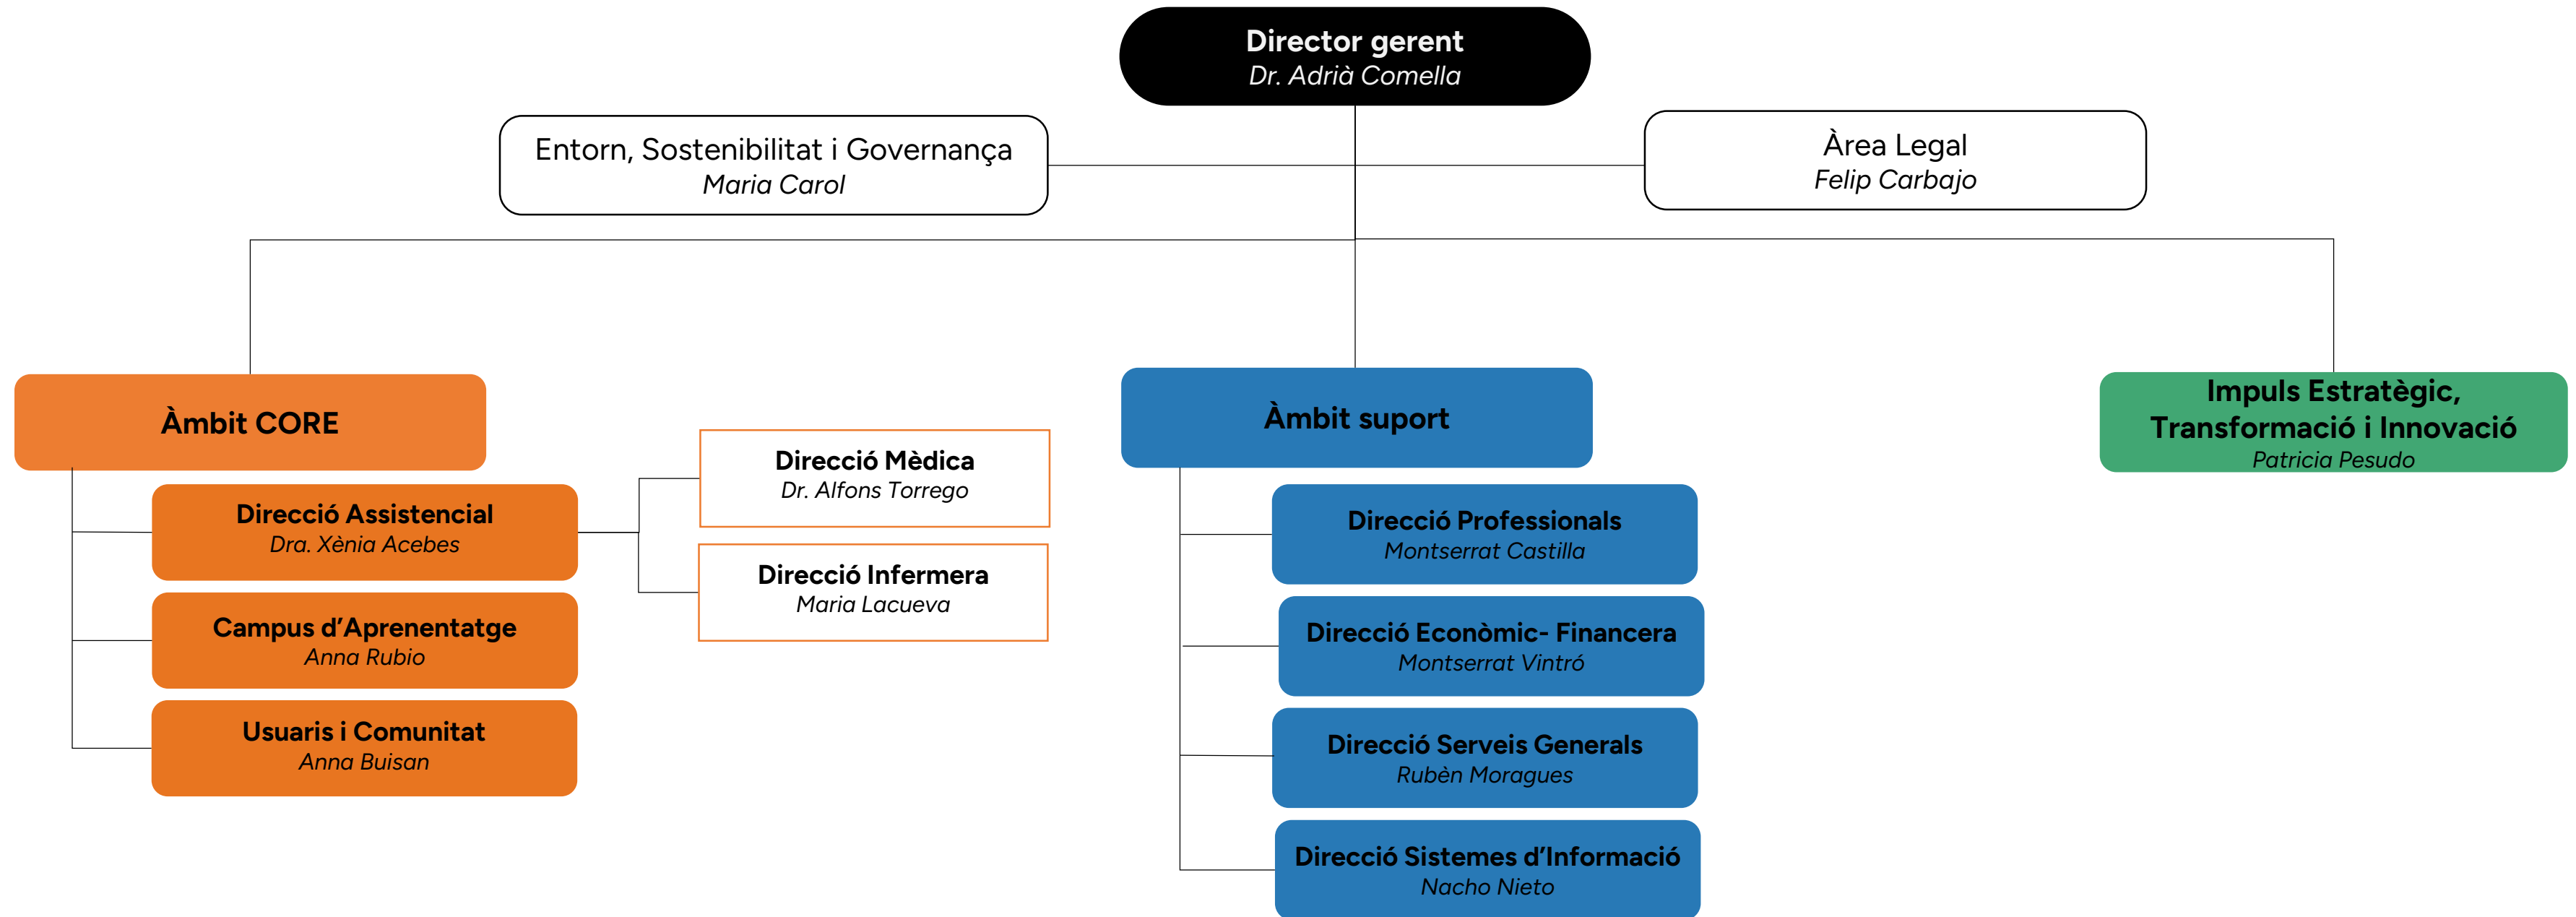 Director gerent
Dr. Adrià Comella
Entorn, Sostenibilitat i Governança
Maria Carol
Àrea Legal
Felip Carbajo
Àmbit CORE
Direcció Assistencial
Dra. Xènia Acebes
Campus d’Aprenentatge
Anna Rubio
Usuaris i Comunitat
Anna Buisan
Direcció Mèdica
Dr. Alfons Torrego
Direcció Infermera
Maria Lacueva
Àmbit suport
Direcció Professionals
Montserrat Castilla
Direcció Econòmic- Financera
Montserrat Vintró
Direcció Serveis Generals
Rubèn Moragues
Direcció Sistemes d’Informació
Nacho Nieto
Impuls Estratègic,
Transformació i Innovació
Patricia Pesudo